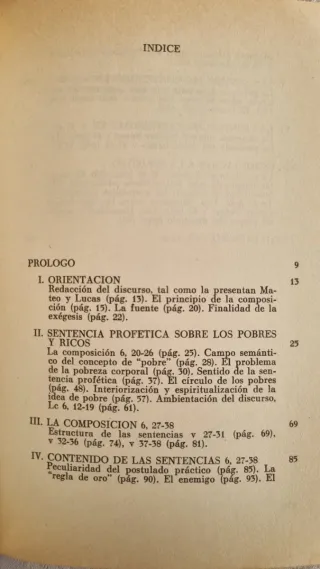 INDICE
PROLOGO 9
I. ORIENTACION 13
Redacción del discurso, tal como la presentan Ma-
teo y Lucas (pág. 13). El principio de la composi-
ción (pág. 15). La fuente (pág. 20). Finalidad de la
exégesis (pág. 22).
II. SENTENCIA PROFETICA SOBRE LOS POBRES
Y RICOS 25
La composición 6, 20-26 (pág. 25). Campo semánti-
co del concepto de "pobre" (pág. 28). El problema
de la pobreza corporal (pág. 30). Sentido de la sen-
tencia profética (pág. 37). El círculo de los pobres
(pág. 48). Interiorización y espiritualización de la
idea de pobre (pág. 57). Ambientación del discurso,
Lc 6, 12-19 (pág. 61).
III. LA COMPOSICION 6, 27-38 69
Estructura de las sentencias v 27-31 (pág. 69),
v 32-36 (pág. 74), v 37-38 (pág. 81).
IV. CONTENIDO DE LAS SENTENCIAS 6, 27-38 85
Peculiaridad del postulado práctico (pág. 85). La
"regla de oro" (pág. 90). El enemigo (pág. 93). El